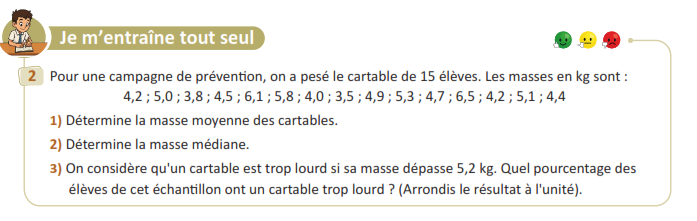 Je m'entraîne tout seul
2 Pour une campagne de prévention, on a pesé le cartable de 15 élèves. Les masses en kg sont :
4,2 ; 5,0 ; 3,8 ; 4,5 ; 6,1 ; 5,8 ; 4,0 ; 3,5 ; 4,9 ; 5,3 ; 4,7 ; 6,5 ; 4,2 ; 5,1 ; 4,4
1) Détermine la masse moyenne des cartables.
2) Détermine la masse médiane.
3) On considère qu'un cartable est trop lourd si sa masse dépasse 5,2 kg. Quel pourcentage des
élèves de cet échantillon ont un cartable trop lourd ? (Arrondis le résultat à l'unité).